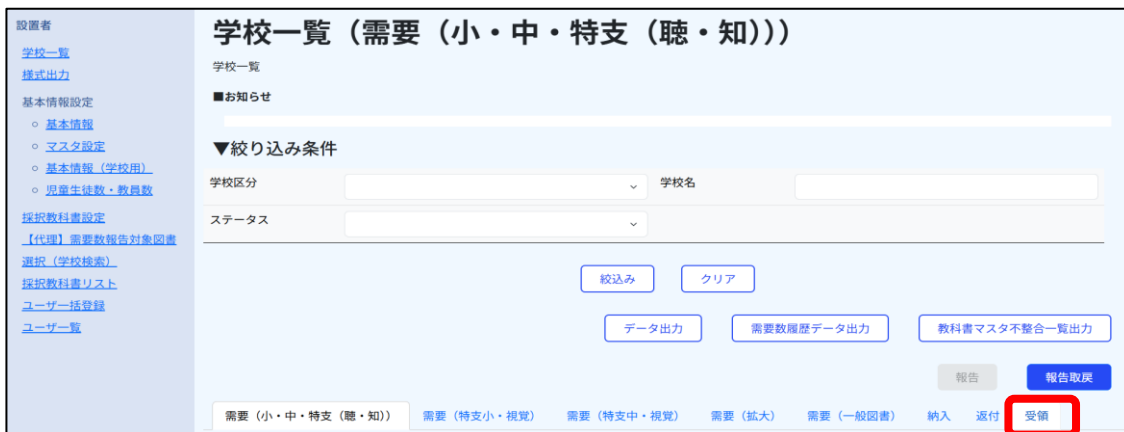 設置者
学校一覧
様式出力
基本情報設定
基本情報
マスタ設定
基本情報（学校用）
児童生徒数・教員数
採択教科書設定
【代理】需要数報告対象図書
選択（学校検索）
採択教科書リスト
ユーザ一括登録
ユーザ一覧
学校一覧（需要（小・中・特支（聴・知）））
学校一覧
■お知らせ
▼絞り込み条件
学校区分 学校名
ステータス
絞込み クリア
データ出力 需要数履歴データ出力 教科書マスタ不整合一覧出力
報告 報告取戻
需要（小・中・特支（聴・知）） 需要（特支小・視覚） 需要（特支中・視覚） 需要（拡大） 需要（一般図書） 納入 返付 受領